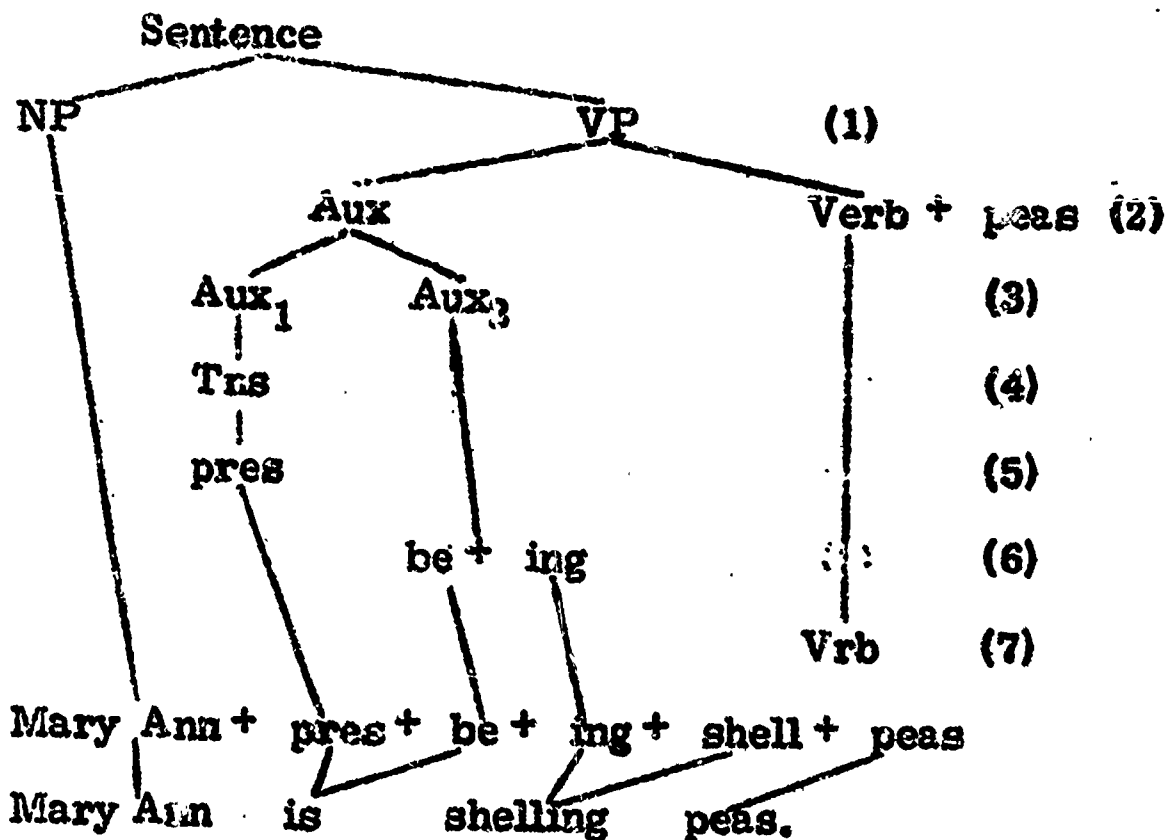 Sentence
NP VP (1)
Aux Verb + peas (2)
Aux1 Aux (3)
Tns (4)
pres (5)
be + ing (6)
Vrb (7)
Mary Ann + pres + be + ing + shell + peas
Mary Ann is shelling peas.